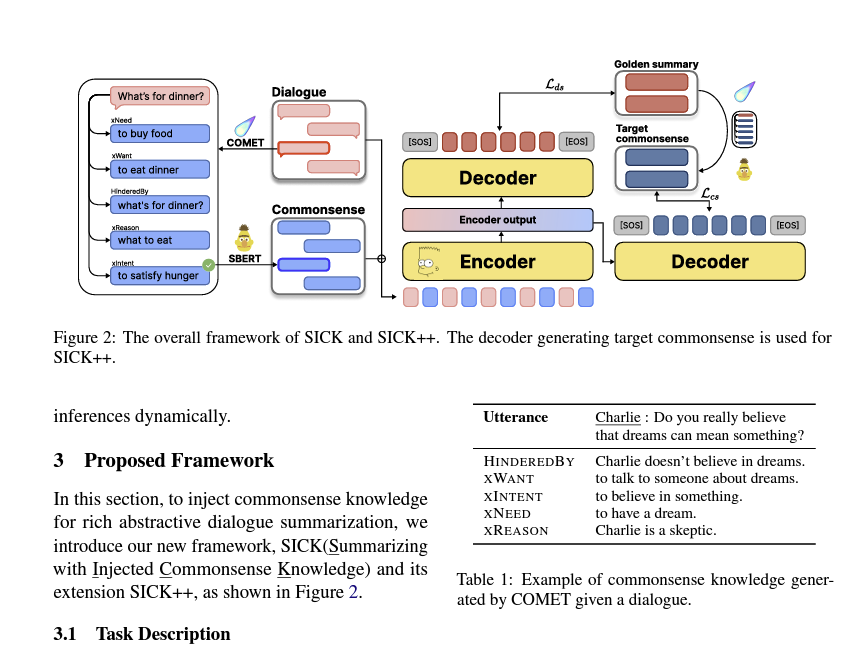 What's for dinner?
xNeed
to buy food
xWant
to eat dinner
HInderedBy
what's for dinner?
xReason
what to eat
xIntent
to satisfy hunger
COMET
SBERT
Dialogue
Commonsense
[SOS]
[EOS]
Decoder
Encoder output
Encoder
ℒds
Golden summary
Target
commonsense
ℒcs
[SOS]
[EOS]
Decoder
Figure 2: The overall framework of SICK and SICK++. The decoder generating target commonsense is used for
SICK++.
inferences dynamically.
3 Proposed Framework
In this section, to inject commonsense knowledge
for rich abstractive dialogue summarization, we
introduce our new framework, SICK(Summarizing
with Injected Commonsense Knowledge) and its
extension SICK++, as shown in Figure 2.
3.1 Task Description
Utterance Charlie : Do you really believe
that dreams can mean something?
HINDEREDBY Charlie doesn't believe in dreams.
XWANT to talk to someone about dreams.
XINTENT to believe in something.
XNEED to have a dream.
XREASON Charlie is a skeptic.
Table 1: Example of commonsense knowledge gener-
ated by COMET given a dialogue.